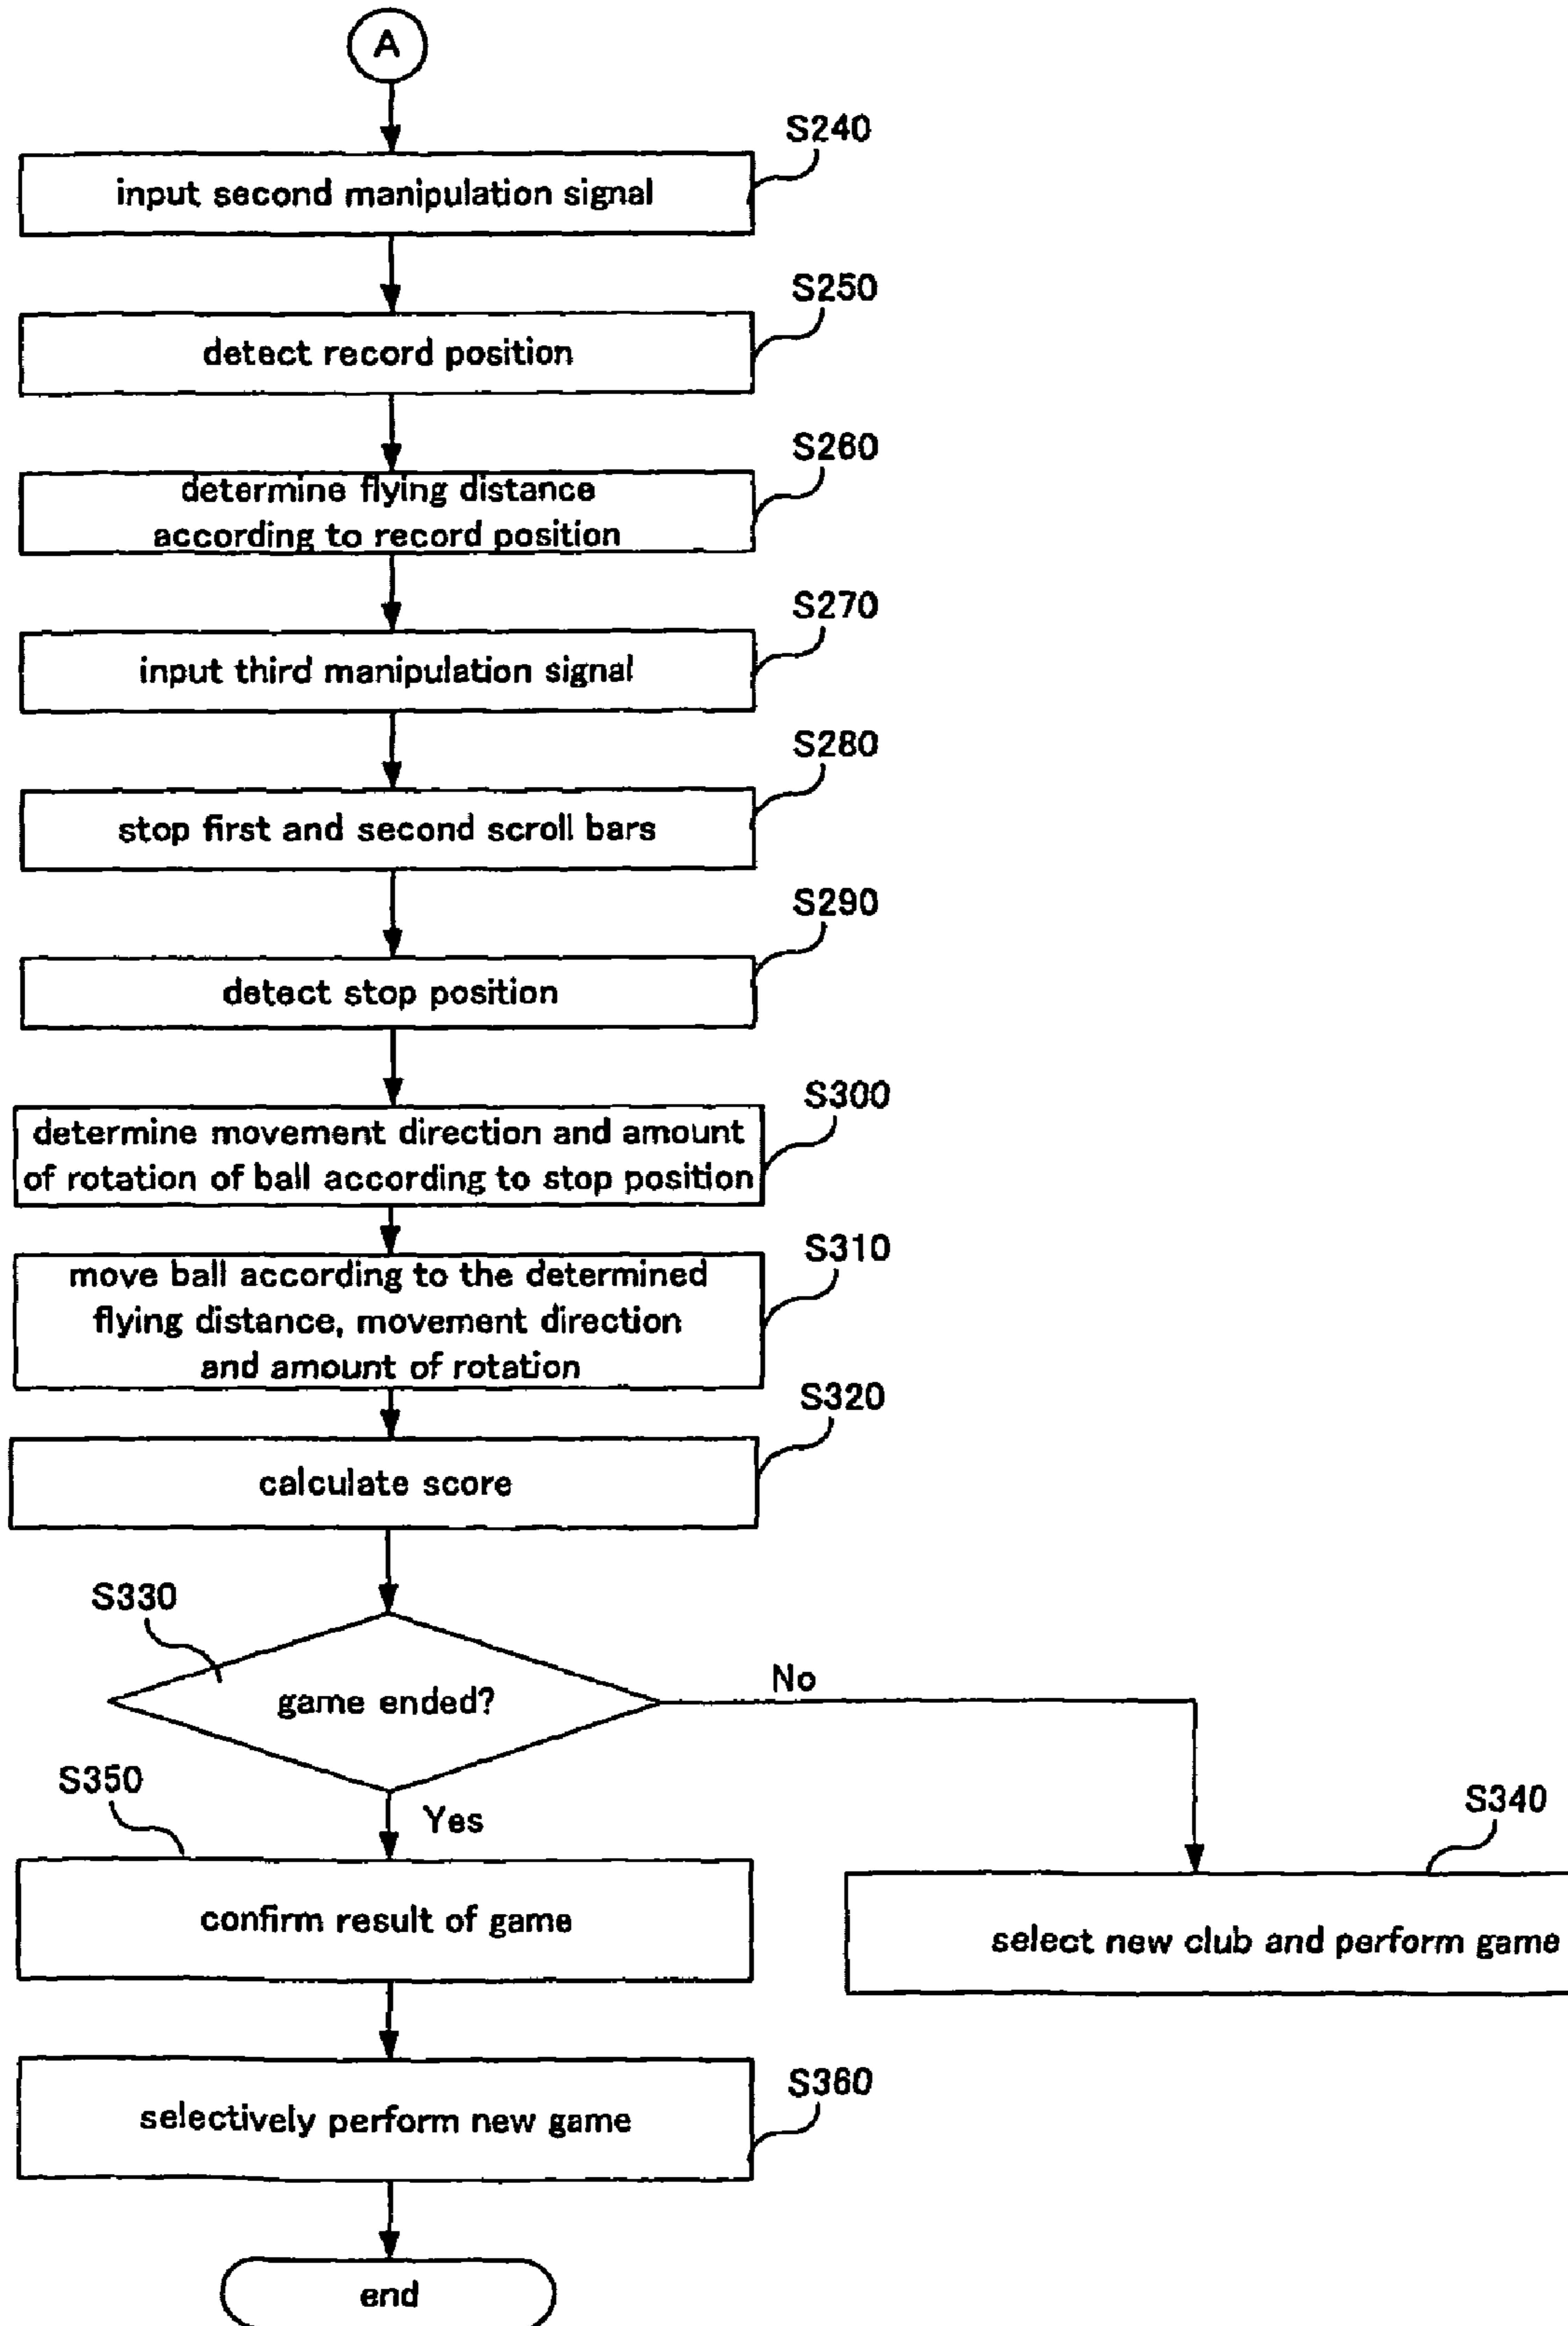 A
S240
input second manipulation signal
S250
detect record position
S260
determine flying distance
according to record position
S270
input third manipulation signal
S280
stop first and second scroll bars
S290
detect stop position
S300
determine movement direction and amount
of rotation of ball according to stop position
S310
move ball according to the determined
flying distance, movement direction
and amount of rotation
S320
calculate score
S330
game ended?
No
Yes
S350
confirm result of game
S340
select new club and perform game
S360
selectively perform new game
end